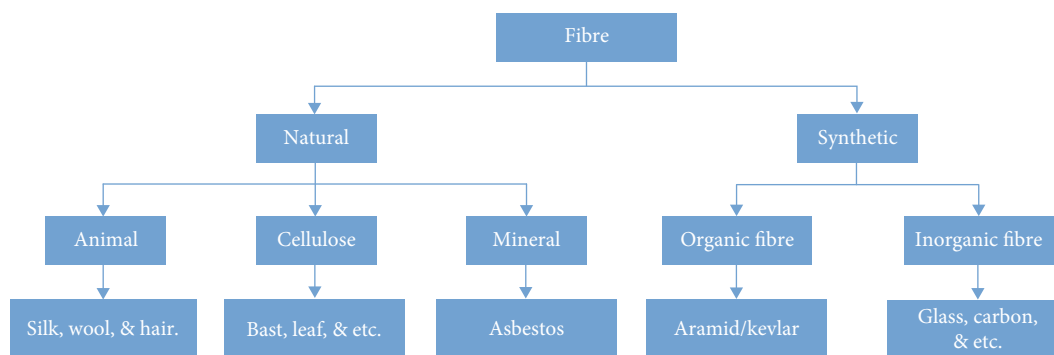 Fibre
Natural
Synthetic
Animal
Cellulose
Mineral
Organic fibre
Inorganic fibre
Silk, wool, & hair.
Bast, leaf, & etc.
Asbestos
Aramid/kevlar
Glass, carbon,
& etc.